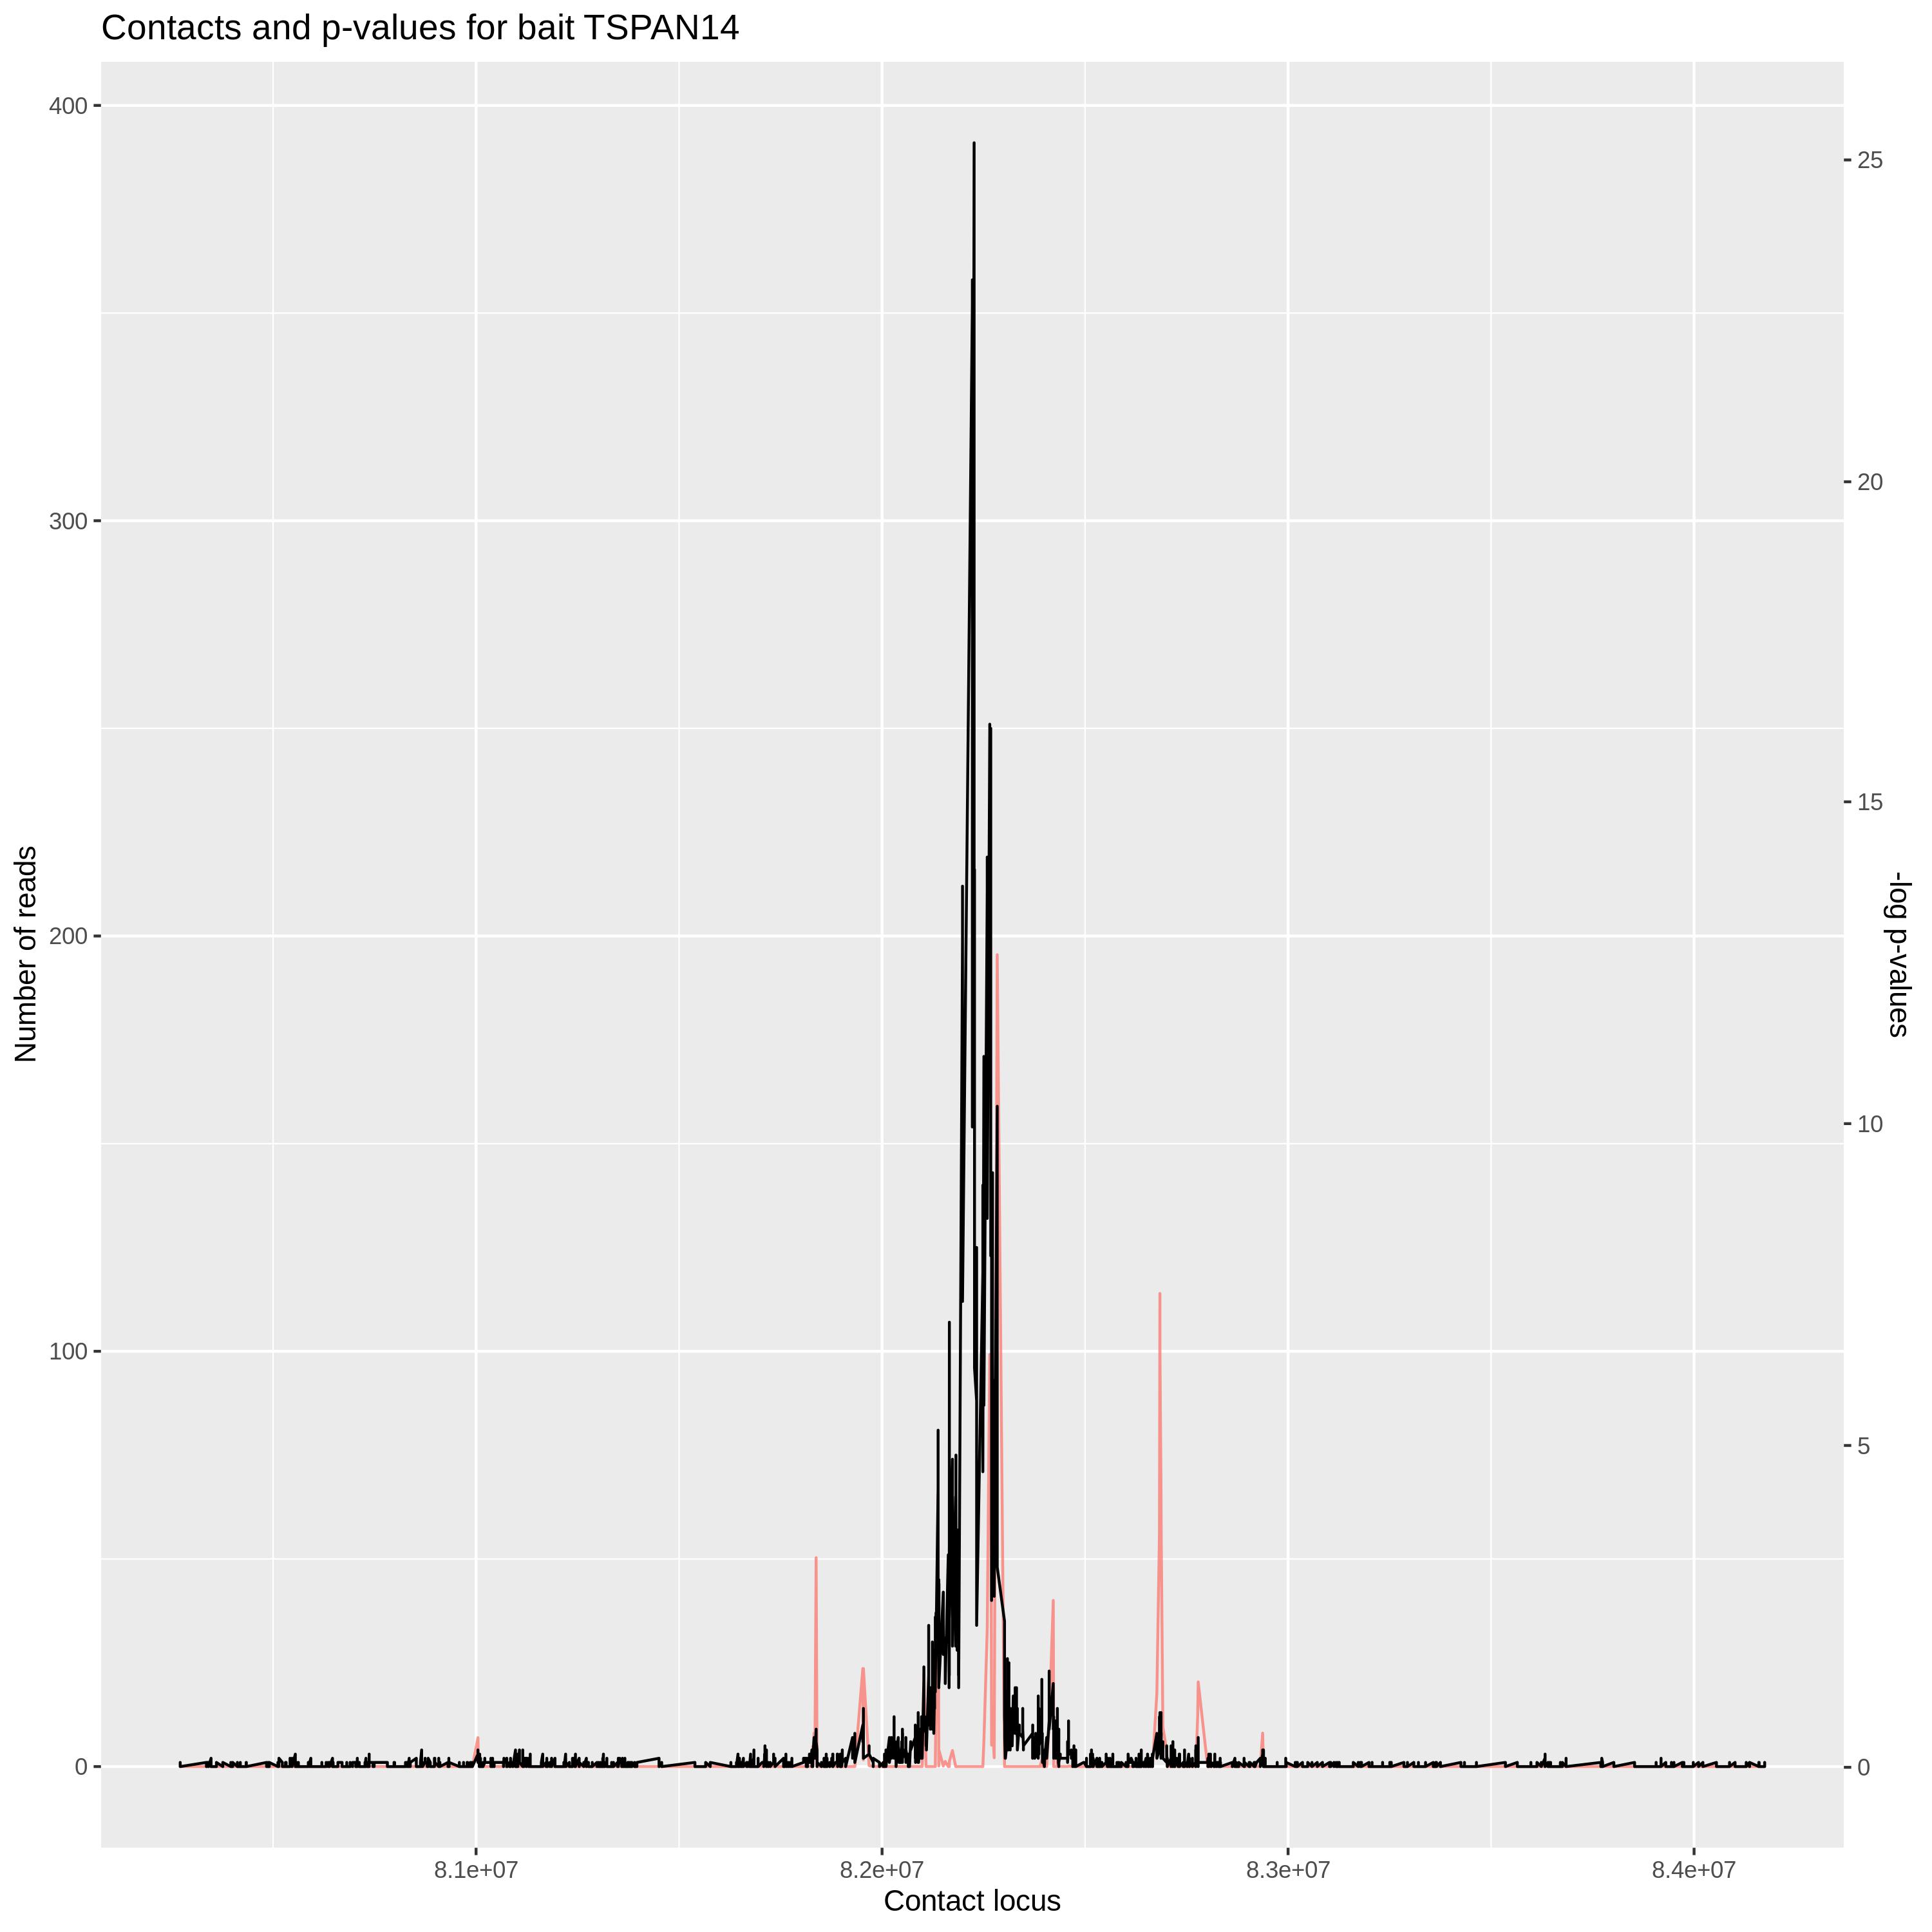 Contacts and p-values for bait TSPAN14
400
300
200
100
0
Number of reads
25
20
15
10
5
0
-log p-values
8.1e+07
8.2e+07
8.3e+07
8.4e+07
Contact locus